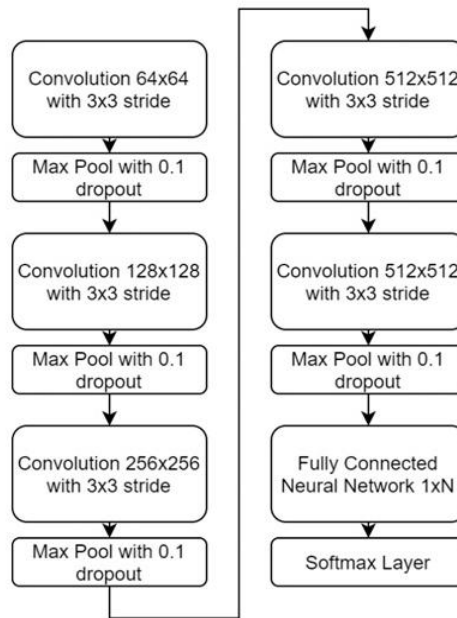 Convolution 64x64
with 3x3 stride
Max Pool with 0.1
dropout
Convolution 128x128
with 3x3 stride
Max Pool with 0.1
dropout
Convolution 256x256
with 3x3 stride
Max Pool with 0.1
dropout
Convolution 512x512
with 3x3 stride
Max Pool with 0.1
dropout
Convolution 512x512
with 3x3 stride
Max Pool with 0.1
dropout
Fully Connected
Neural Network 1xN
Softmax Layer